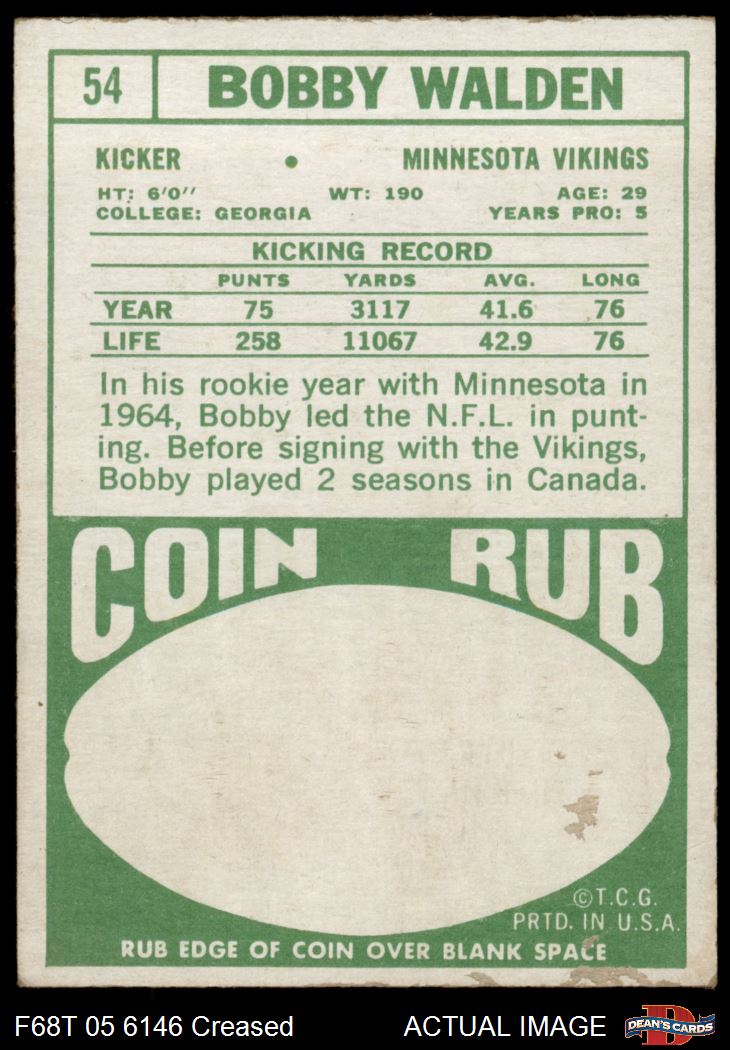 54 BOBBY WALDEN
KICKER • MINNESOTA VIKINGS
HT: 6'0'' WT: 190 AGE: 29
COLLEGE: GEORGIA YEARS PRO: 5
KICKING RECORD
PUNTS YARDS AVG. LONG
YEAR 75 3117 41.6 76
LIFE 258 11067 42.9 76
In his rookie year with Minnesota in
1964, Bobby led the N.F.L. in punt-
ing. Before signing with the Vikings,
Bobby played 2 seasons in Canada.
COIN RUB
©T.C.G.
PRTD. IN U.S.A.
RUB EDGE OF COIN OVER BLANK SPACE
F68T 05 6146 Creased ACTUAL IMAGE
D
DEAN'S CARDS